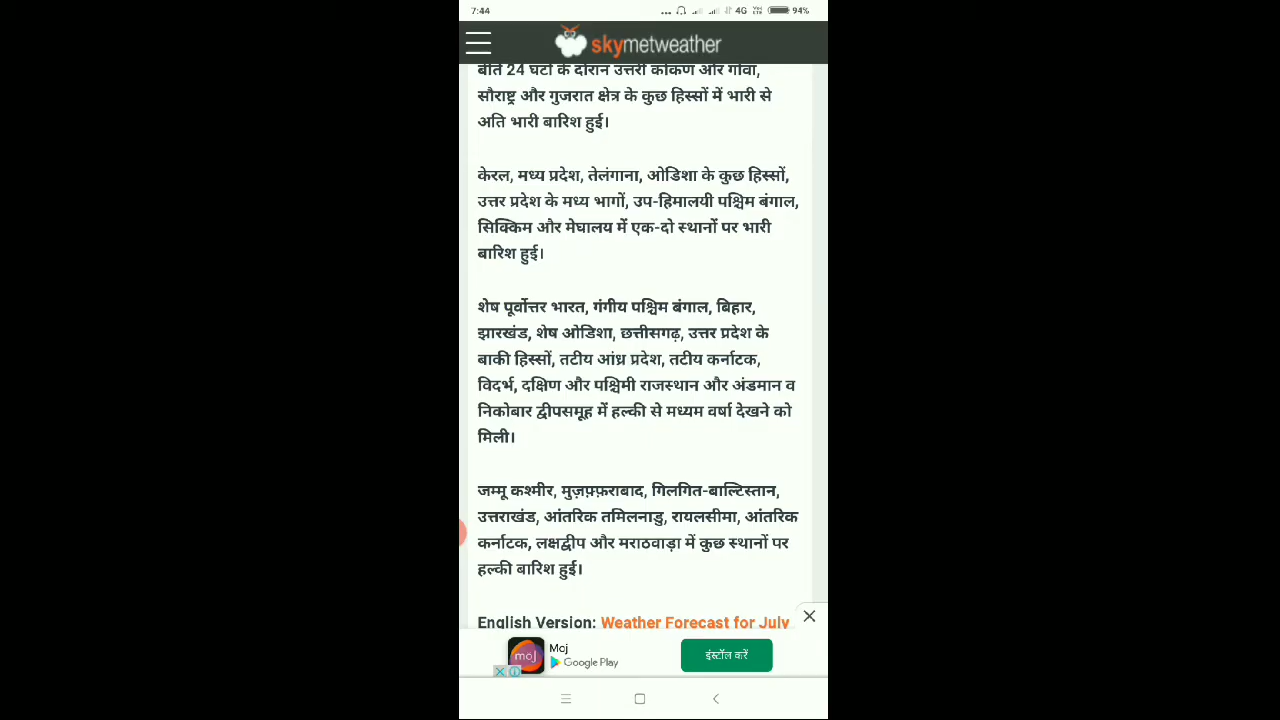 7:44
4G
94%
skymetweather
बीते 24 घंटों के दौरान उत्तरी कोंकण और गोवा,
सौराष्ट्र और गुजरात क्षेत्र के कुछ हिस्सों में भारी से
अति भारी बारिश हुई।
केरल, मध्य प्रदेश, तेलंगाना, ओडिशा के कुछ हिस्सों,
उत्तर प्रदेश के मध्य भागों, उप-हिमालयी पश्चिम बंगाल,
सिक्किम और मेघालय में एक-दो स्थानों पर भारी
बारिश हुई।
शेष पूर्वोत्तर भारत, गंगीय पश्चिम बंगाल, बिहार,
झारखंड, शेष ओडिशा, छत्तीसगढ़, उत्तर प्रदेश के
बाकी हिस्सों, तटीय आंध्र प्रदेश, तटीय कर्नाटक,
विदर्भ, दक्षिण और पश्चिमी राजस्थान और अंडमान व
निकोबार द्वीपसमूह में हल्की से मध्यम वर्षा देखने को
मिली।
जम्मू कश्मीर, मुज़फ़्फ़राबाद, गिलगित-बाल्टिस्तान,
उत्तराखंड, आंतरिक तमिलनाडु, रायलसीमा, आंतरिक
कर्नाटक, लक्षद्वीप और मराठवाड़ा में कुछ स्थानों पर
हल्की बारिश हुई।
English Version: Weather Forecast for July
moj
Moj
Google Play
इंस्टॉल करें